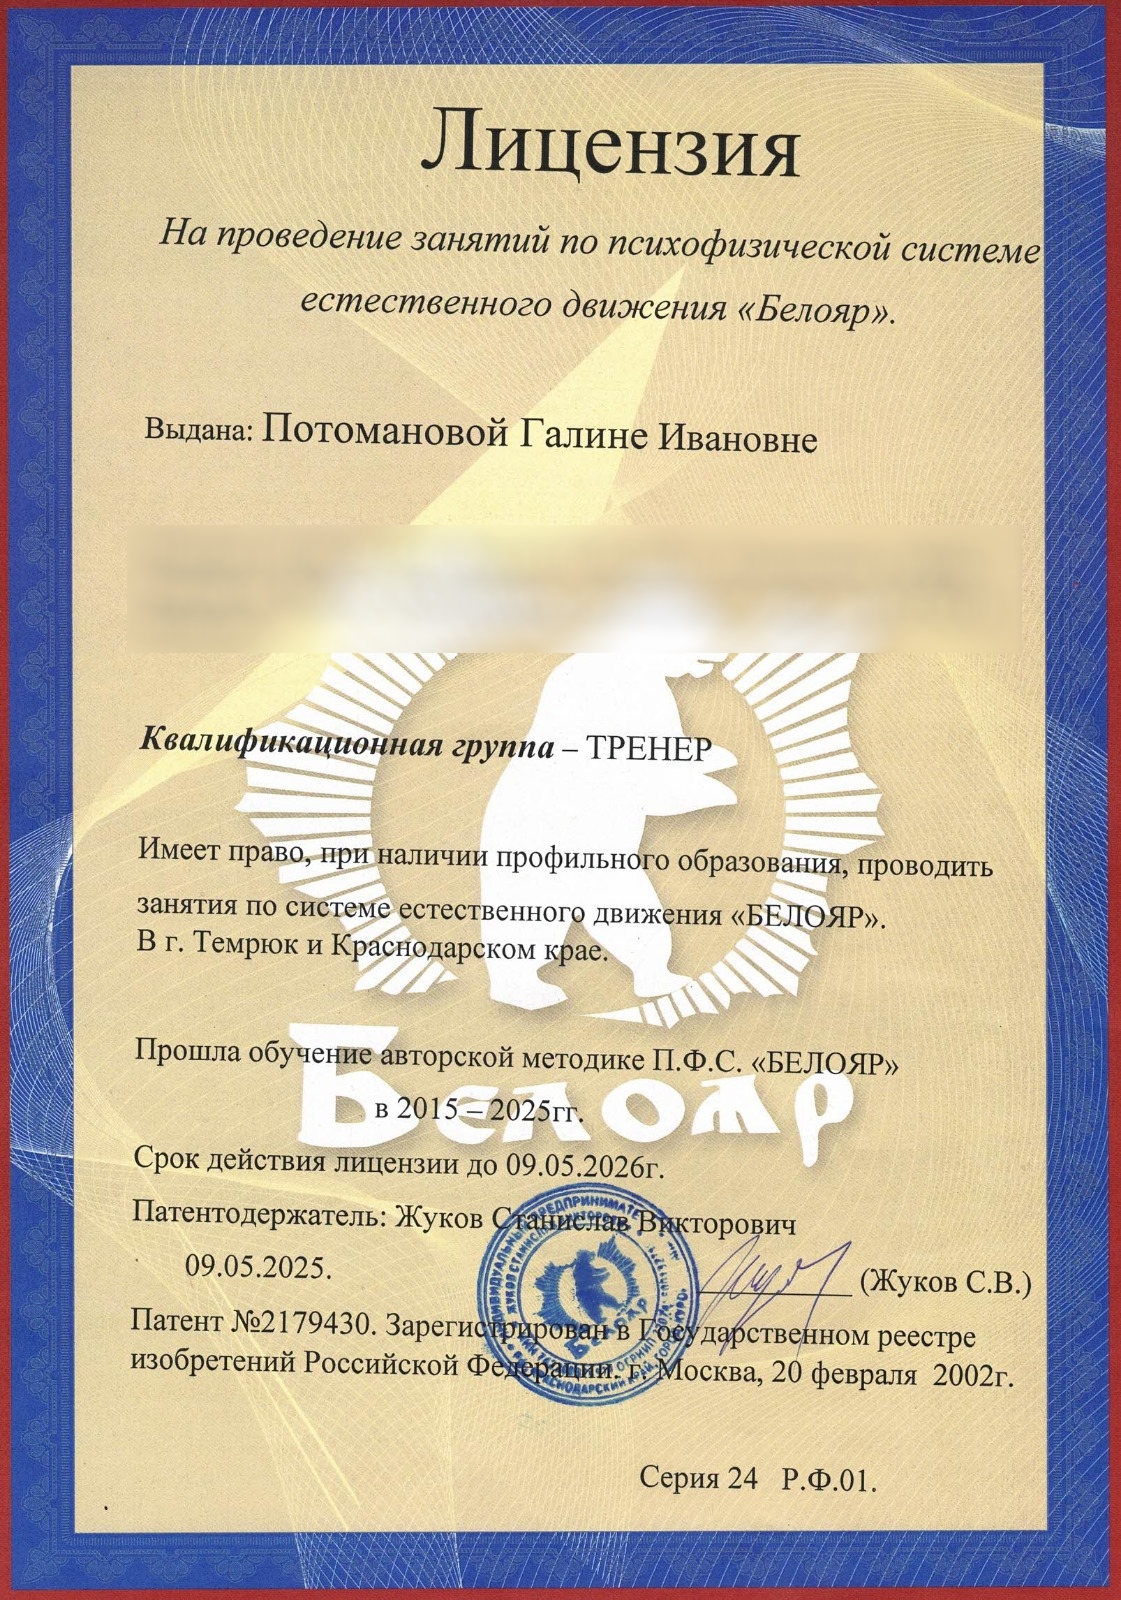 Лицензия
На проведение занятий по психофизической системе
естественного движения «Белояр».
Выдана: Потомановой Галине Ивановне
Квалификационная группа – ТРЕНЕР
Имеет право, при наличии профильного образования, проводить
занятия по системе естественного движения «БЕЛОЯР».
В г. Темрюк и Краснодарском крае.
Прошла обучение авторской методике П.Ф.С. «БЕЛОЯР»
Белояр
в 2015 – 2025гг.
Срок действия лицензии до 09.05.2026г.
Патентодержатель: Жуков Станислав Викторович
09.05.2025.
(Жуков С.В.)
Патент №2179430. Зарегистрирован в Государственном реестре
изобретений Российской Федерации. г. Москва, 20 февраля 2002г.
Белояр
Серия 24 Р.Ф.01.